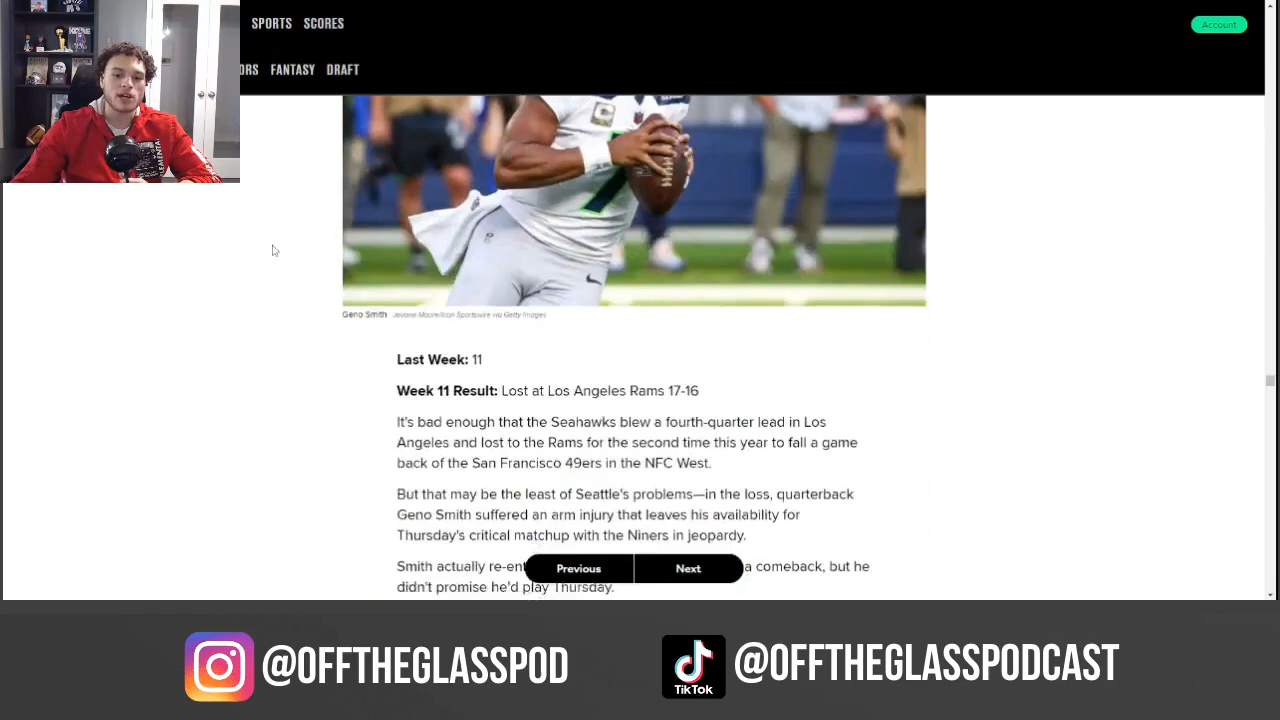 SPORTS SCORES
Account
ORS FANTASY DRAFT
Geno Smith
Last Week: 11
Week 11 Result: Lost at Los Angeles Rams 17-16
It's bad enough that the Seahawks blew a fourth-quarter lead in Los
Angeles and lost to the Rams for the second time this year to fall a game
back of the San Francisco 49ers in the NFC West.
But that may be the least of Seattle's problems—in the loss, quarterback
Geno Smith suffered an arm injury that leaves his availability for
Thursday's critical matchup with the Niners in jeopardy.
Smith actually re-ent a comeback, but he
Previous Next
didn't promise he'd play Thursday.
@OFFTHEGLASSPOD
TikTok
@OFFTHEGLASSPODCAST